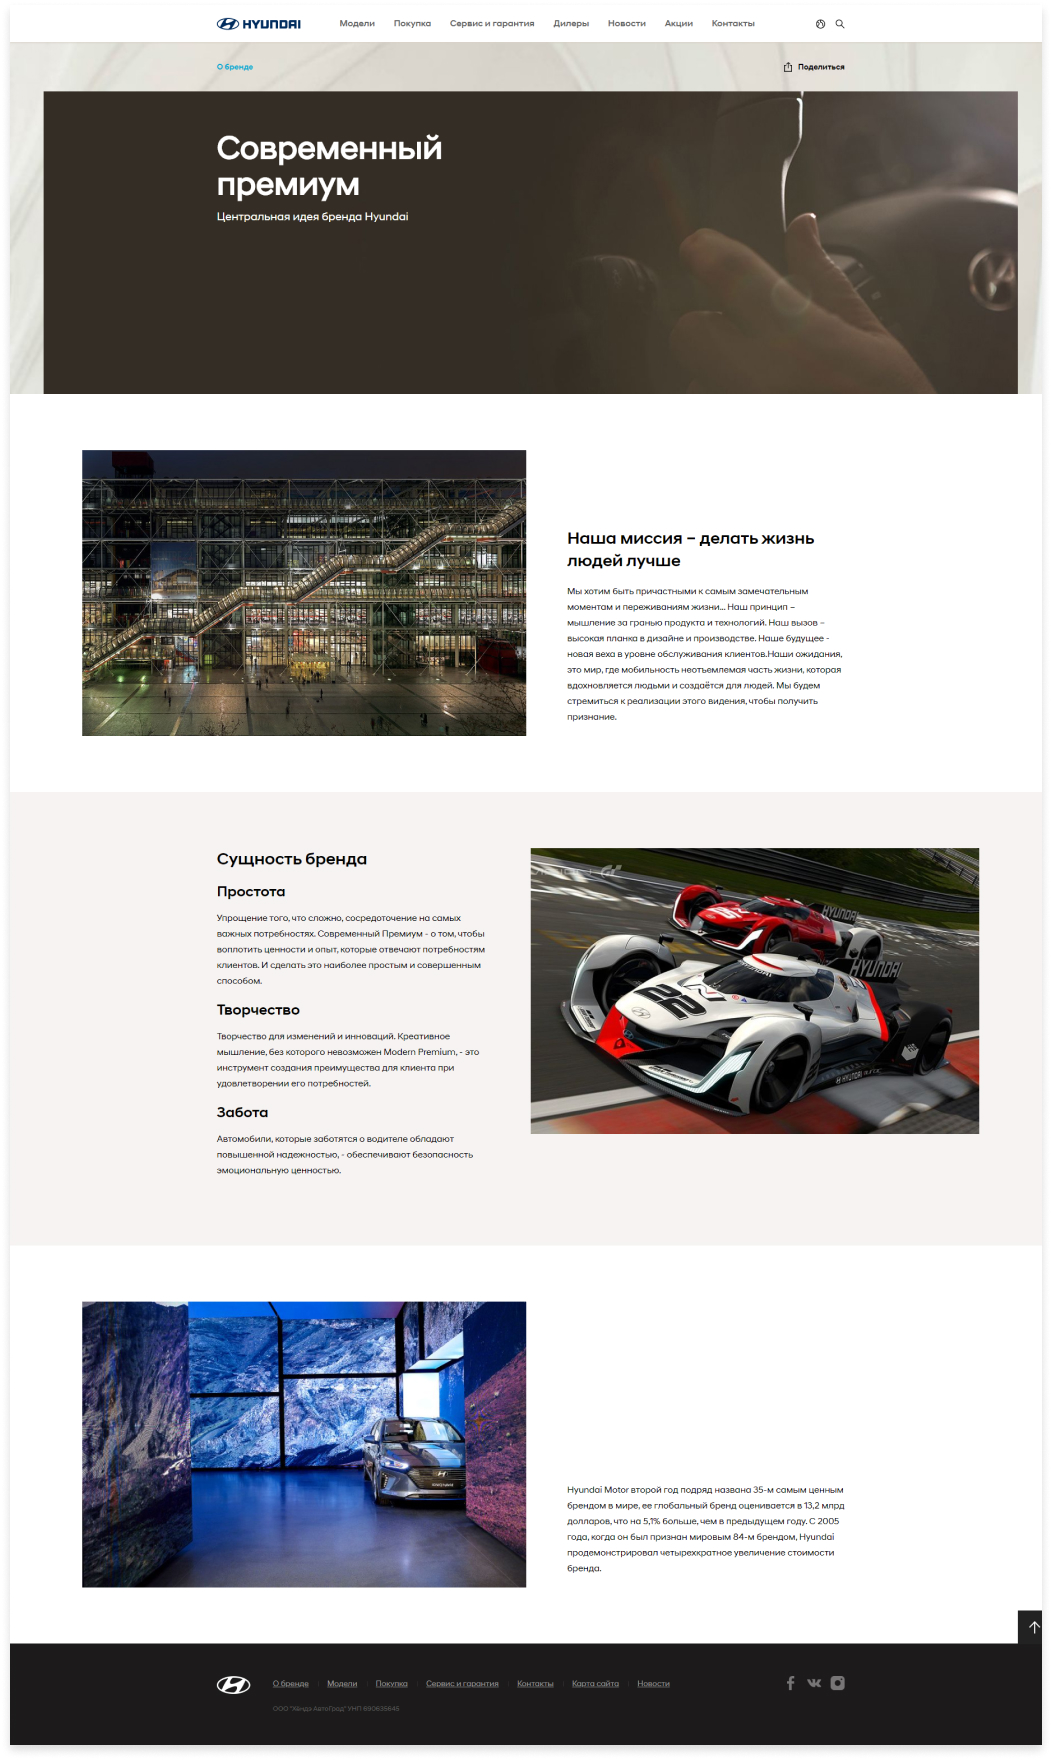 HYUNDAI
Модели Покупка Сервис и гарантия Дилеры Новости Акции Контакты
О бренде
Поделиться
Современный
премиум
Центральная идея бренда Hyundai
Наша миссия – делать жизнь
людей лучше
Мы хотим быть причастными к самым замечательным
моментам и переживаниям жизни... Наш принцип –
мышление за гранью продукта и технологий. Наш вызов –
высокая планка в дизайне и производстве. Наше будущее -
новая веха в уровне обслуживания клиентов.Наши ожидания,
это мир, где мобильность неотъемлемая часть жизни, которая
вдохновляется людьми и создаётся для людей. Мы будем
стремиться к реализации этого видения, чтобы получить
признание.
Сущность бренда
Простота
Упрощение того, что сложно, сосредоточение на самых
важных потребностях. Современный Премиум - о том, чтобы
воплотить ценности и опыт, которые отвечают потребностям
клиентов. И сделать это наиболее простым и совершенным
способом.
Творчество
Творчество для изменений и инноваций. Креативное
мышление, без которого невозможен Modern Premium, - это
инструмент создания преимущества для клиента при
удовлетворении его потребностей.
Забота
Автомобили, которые заботятся о водителе обладают
повышенной надежностью, - обеспечивают безопасность
эмоциональную ценностью.
HYUNDAI
HYUNDAI
22
N
HYUNDAI
Hyundai Motor второй год подряд названа 35-м самым ценным
брендом в мире, ее глобальный бренд оценивается в 13,2 млрд
долларов, что на 5,1% больше, чем в предыдущем году. С 2005
года, когда он был признан мировым 84-м брендом, Hyundai
продемонстрировал четырехкратное увеличение стоимости
бренда.
О бренде Модели Покупка Сервис и гарантия Контакты Карта сайта Новости
ООО "Хёндэ АвтоГрад" УНП 690635645